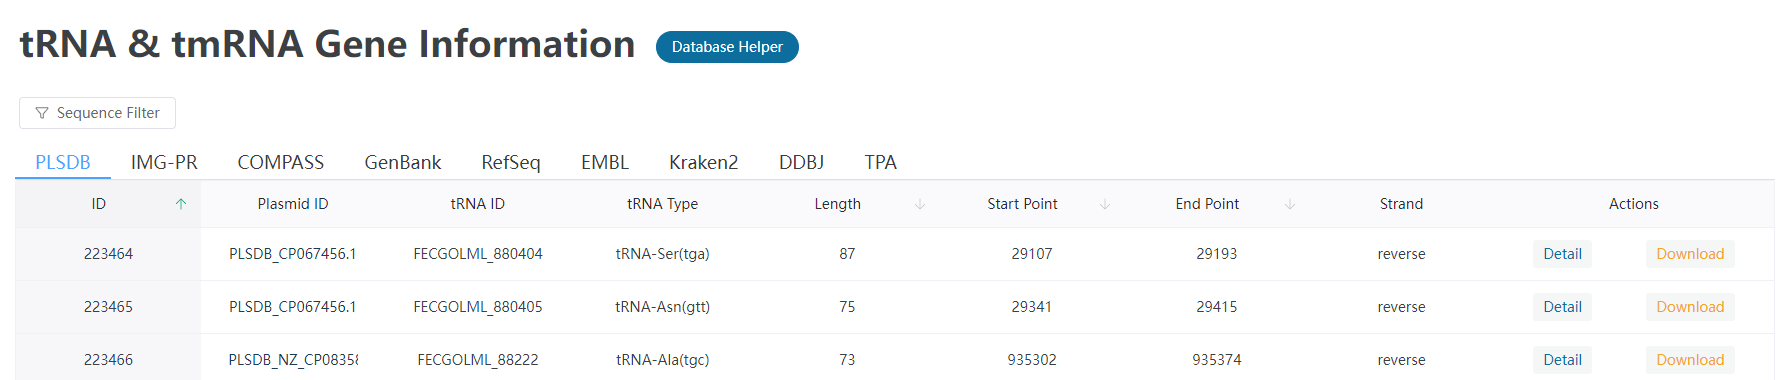 tRNA & tmRNA Gene Information Database Helper
Sequence Filter
PLSDB IMG-PR COMPASS GenBank RefSeq EMBL Kraken2 DDBJ TPA
ID Plasmid ID tRNA ID tRNA Type Length Start Point End Point Strand Actions
223464 PLSDB_CP067456.1 FECGOLML_880404 tRNA-Ser(tga) 87 29107 29193 reverse Detail Download
223465 PLSDB_CP067456.1 FECGOLML_880405 tRNA-Asn(gtt) 75 29341 29415 reverse Detail Download
223466 PLSDB_NZ_CP08358 FECGOLML_88222 tRNA-Ala(tgc) 73 935302 935374 reverse Detail Download